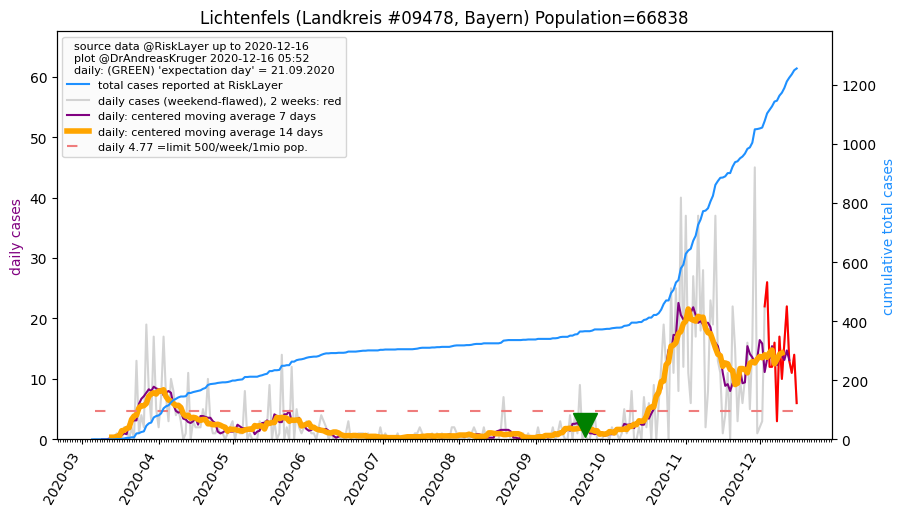 Lichtenfels (Landkreis #09478, Bayern) Population=66838
source data @RiskLayer up to 2020-12-16
plot @DrAndreasKruger 2020-12-16 05:52
daily: (GREEN) 'expectation day' = 21.09.2020
total cases reported at RiskLayer
daily cases (weekend-flawed), 2 weeks: red
daily: centered moving average 7 days
daily: centered moving average 14 days
daily 4.77 =limit 500/week/1mio pop.
daily cases
60
50
40
30
20
10
0
cumulative total cases
1200
1000
800
600
400
200
0
2020-03
2020-04
2020-05
2020-06
2020-07
2020-08
2020-09
2020-10
2020-11
2020-12